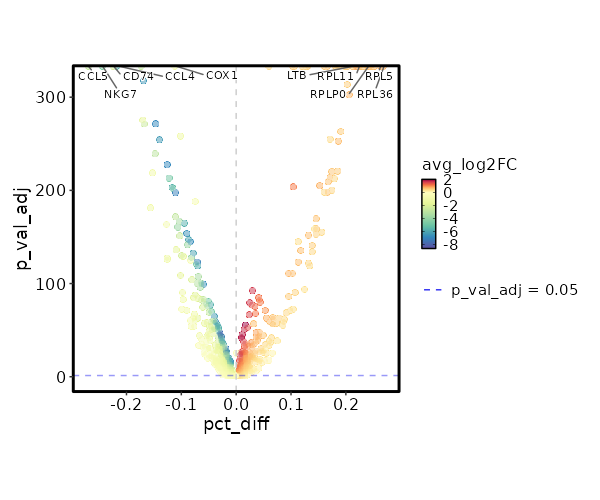 CCL5 CD74 CCL4 COX1 LTB RPL11 RPL5
NKG7 RPLP0 RPL36
300
200
100
0
p_val_adj
-0.2 -0.1 0.0 0.1 0.2
pct_diff
avg_log2FC
2
0
-2
-4
-6
-8
p_val_adj = 0.05